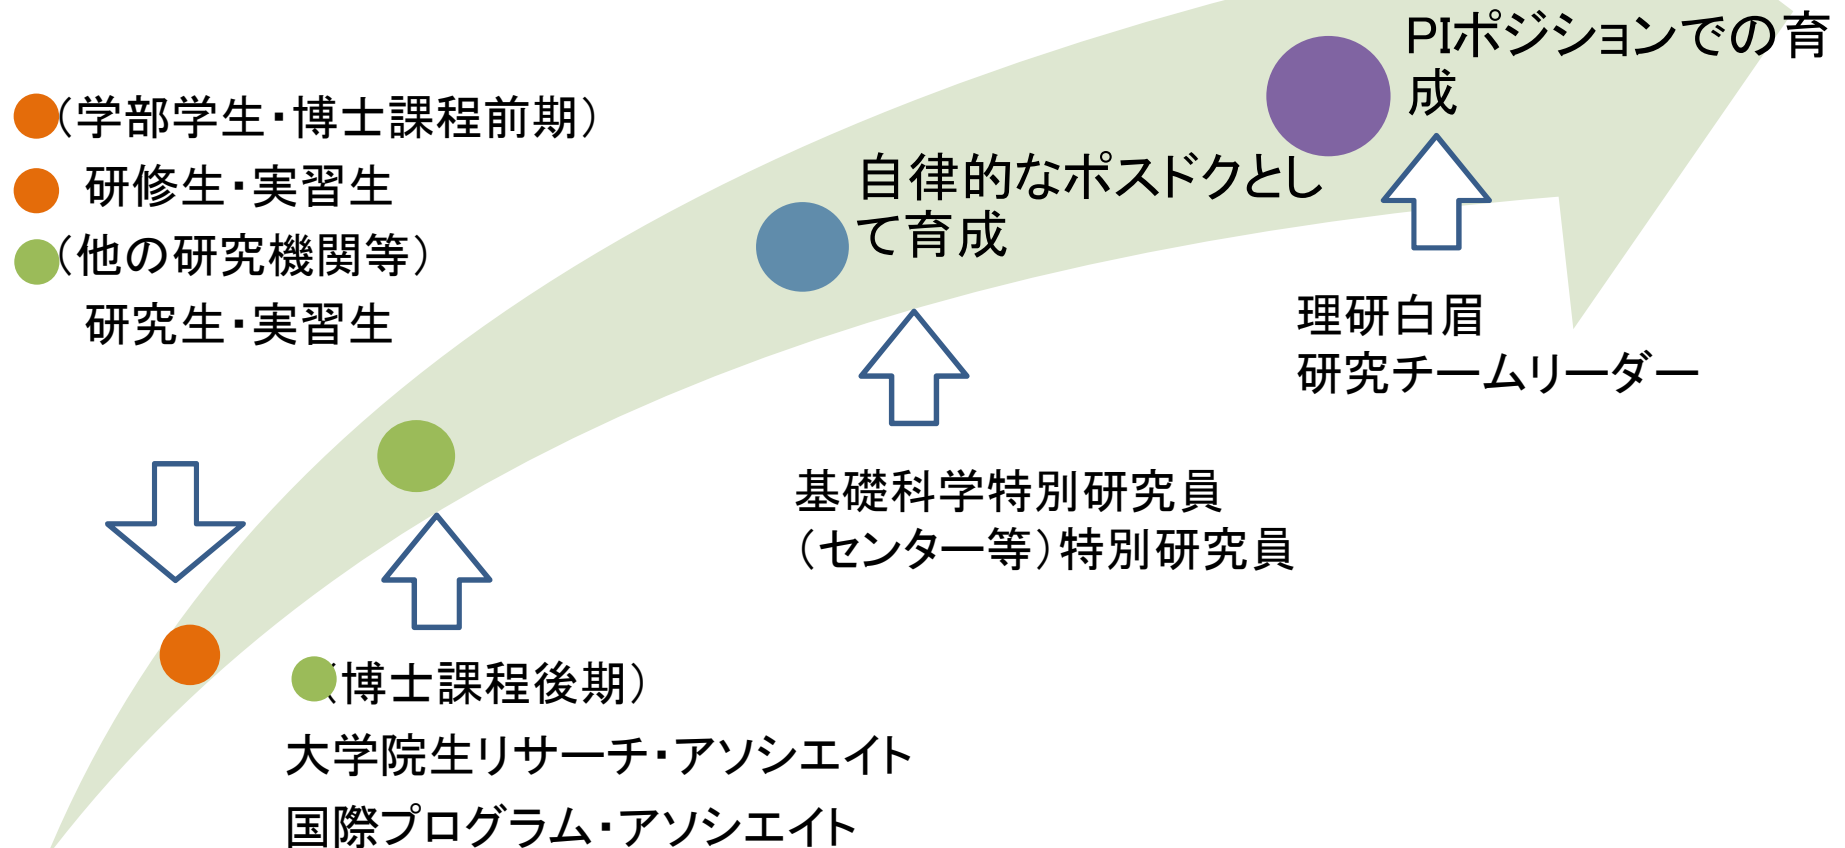 （学部学生・博士課程前期）
研修生・実習生
（他の研究機関等）
研究生・実習生
（博士課程後期）
大学院生リサーチ・アソシエイト
国際プログラム・アソシエイト
自律的なポスドクとし
て育成
基礎科学特別研究員
（センター等）特別研究員
PIポジションでの育
成
理研白眉
研究チームリーダー